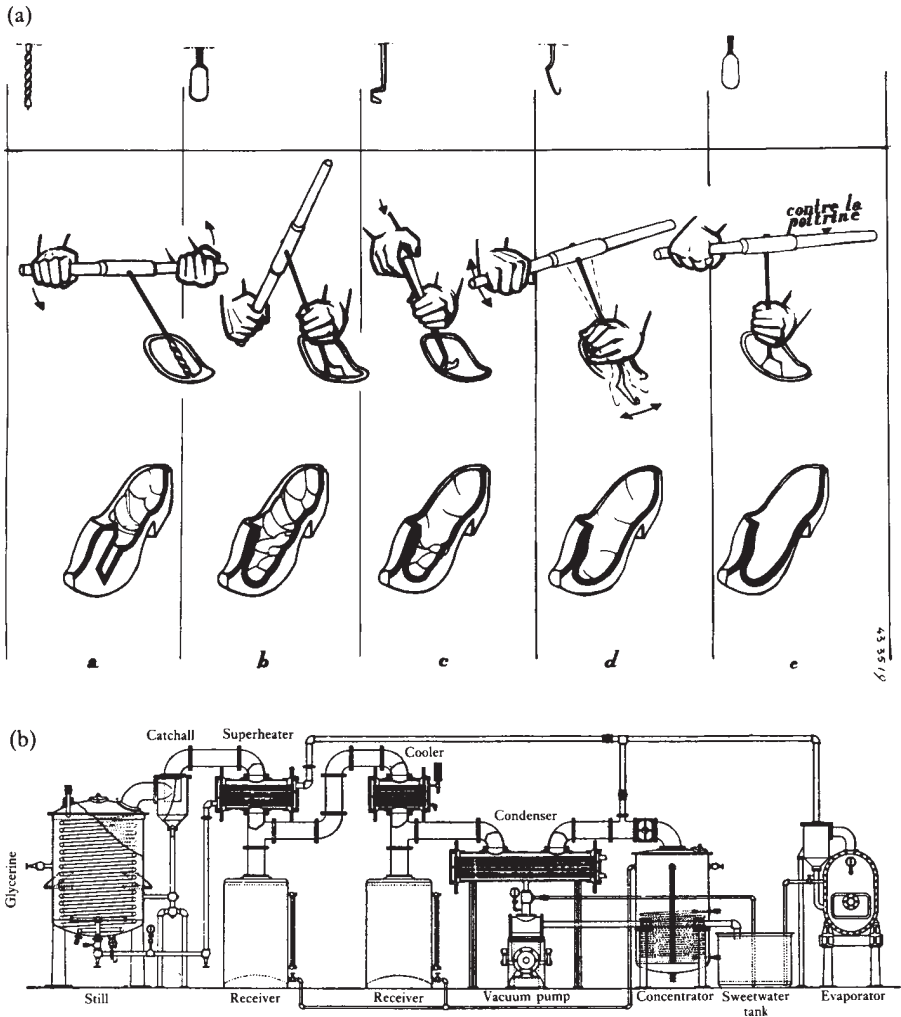 (a)
contre la
poitrine
a b c d e
43 35 19
(b)
Catchall Superheater
Cooler
Condenser
Glycerine
Still Receiver Receiver Vacuum pump Concentrator Sweetwater Evaporator
tank